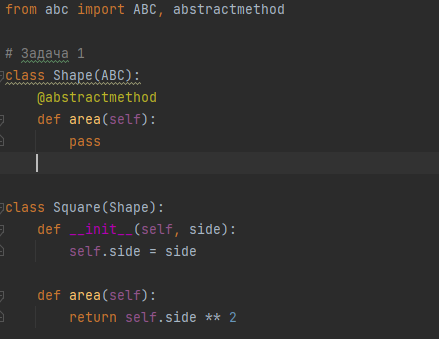 from abc import ABC, abstractmethod
# Задача 1
class Shape(ABC):
    @abstractmethod
    def area(self):
        pass
class Square(Shape):
    def __init__(self, side):
        self.side = side
    def area(self):
        return self.side ** 2